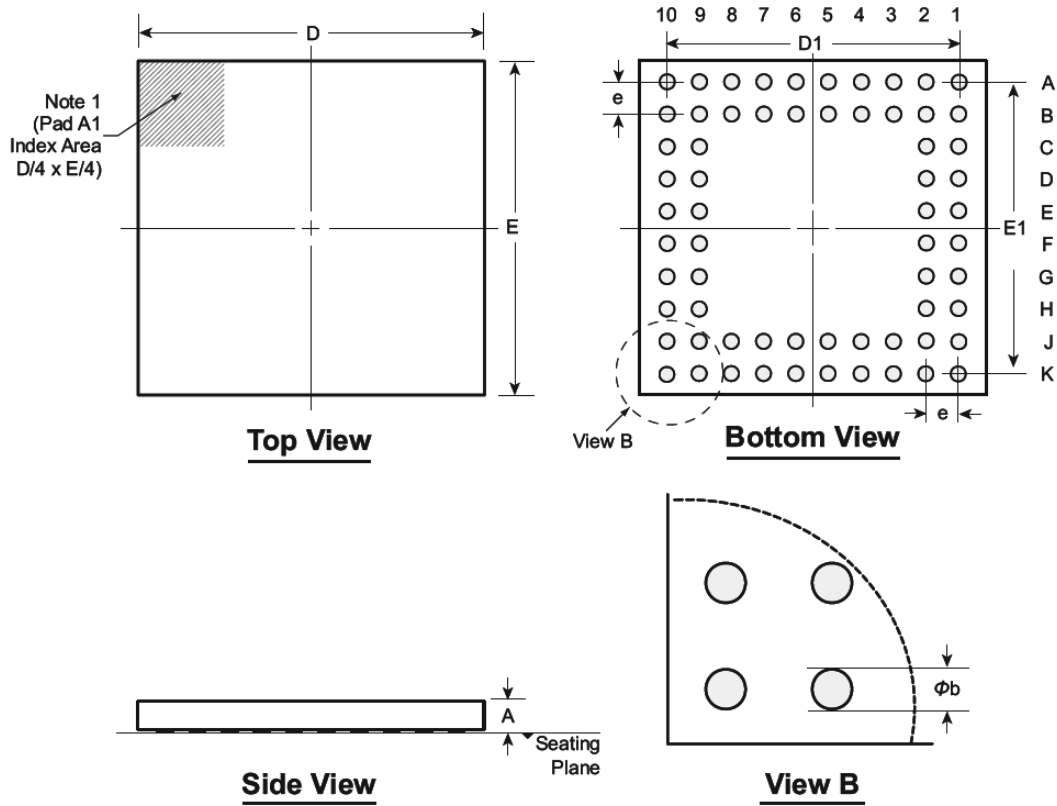 D
Note 1
(Pad A1
Index Area
D/4 x E/4)
E
Top View
10 9 8 7 6 5 4 3 2 1
D1
e
A
B
C
D
E
F
G
H
J
K
E1
e
View B
Bottom View
A
Seating
Plane
Side View
Φb
View B